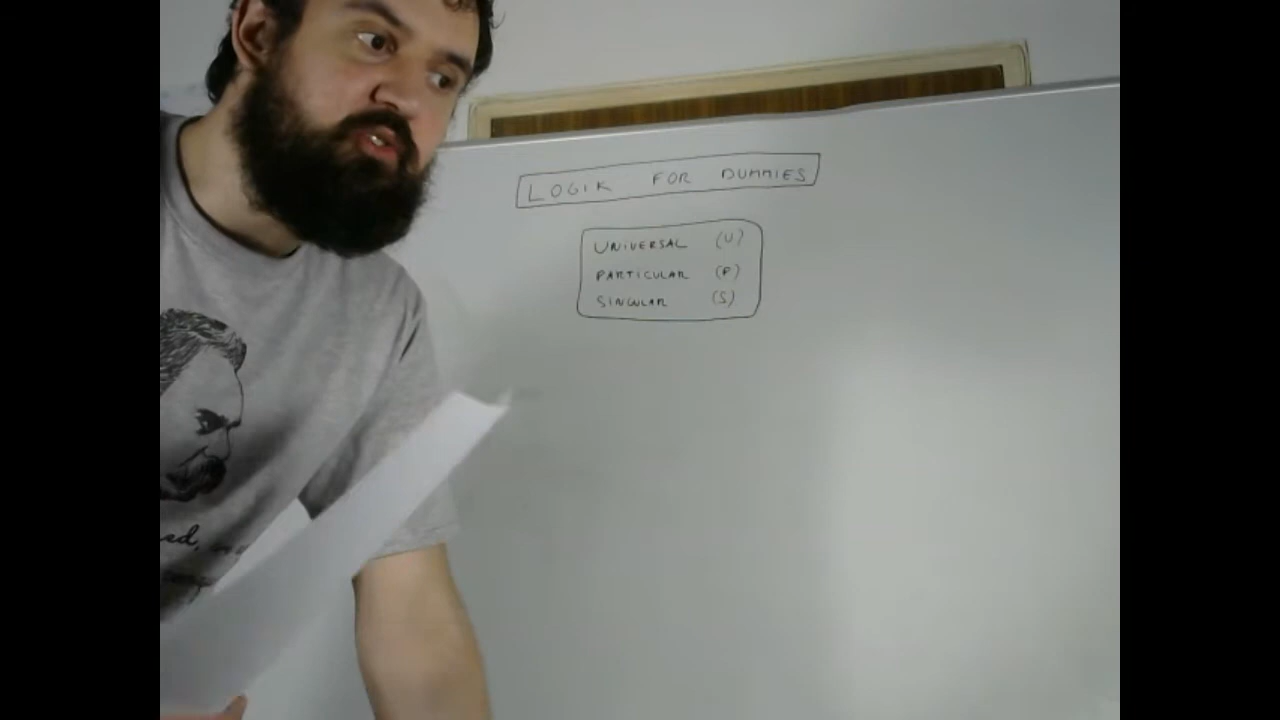 LOGIK FOR DUMMIES
UNIVERSAL (U)
PARTICULAR (P)
SINGULAR (S)